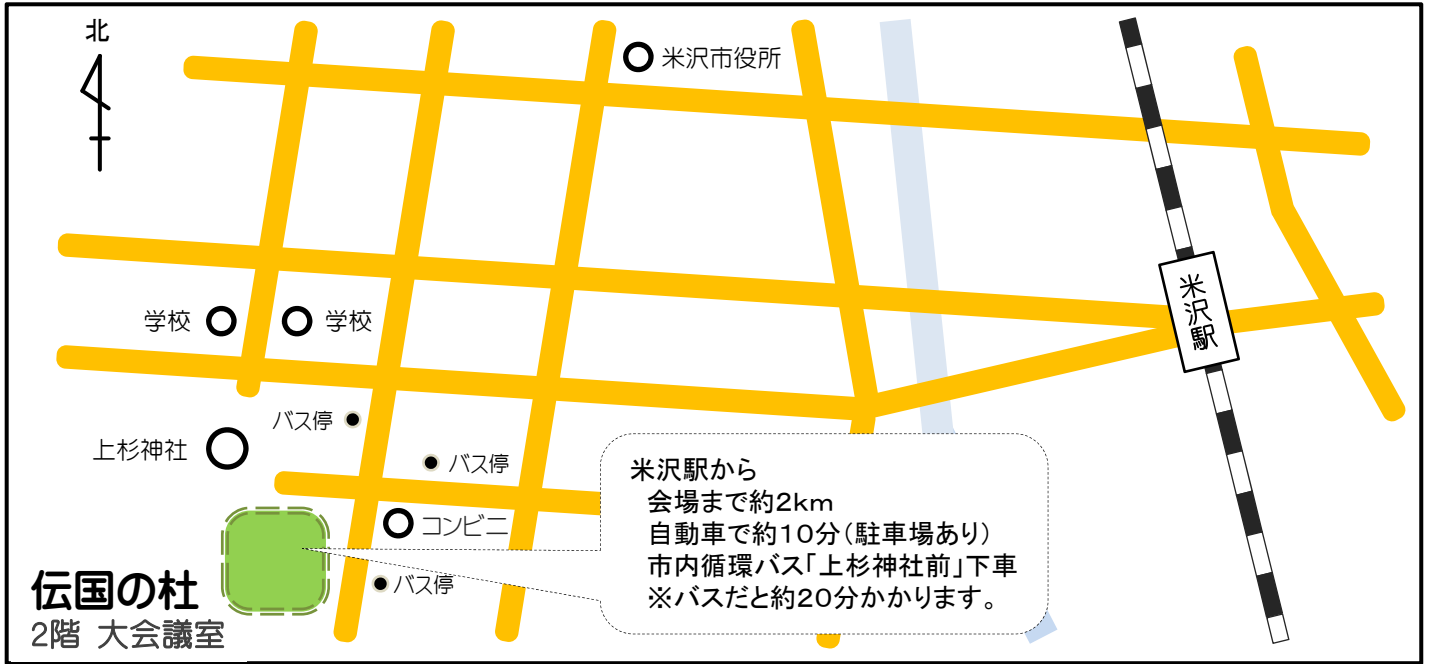 北
米沢市役所
米沢駅
学校
学校
バス停
上杉神社
バス停
コンビニ
バス停
伝国の杜
2階 大会議室
米沢駅から
会場まで約2km
自動車で約10分(駐車場あり)
市内循環バス「上杉神社前」下車
※バスだと約20分かかります。